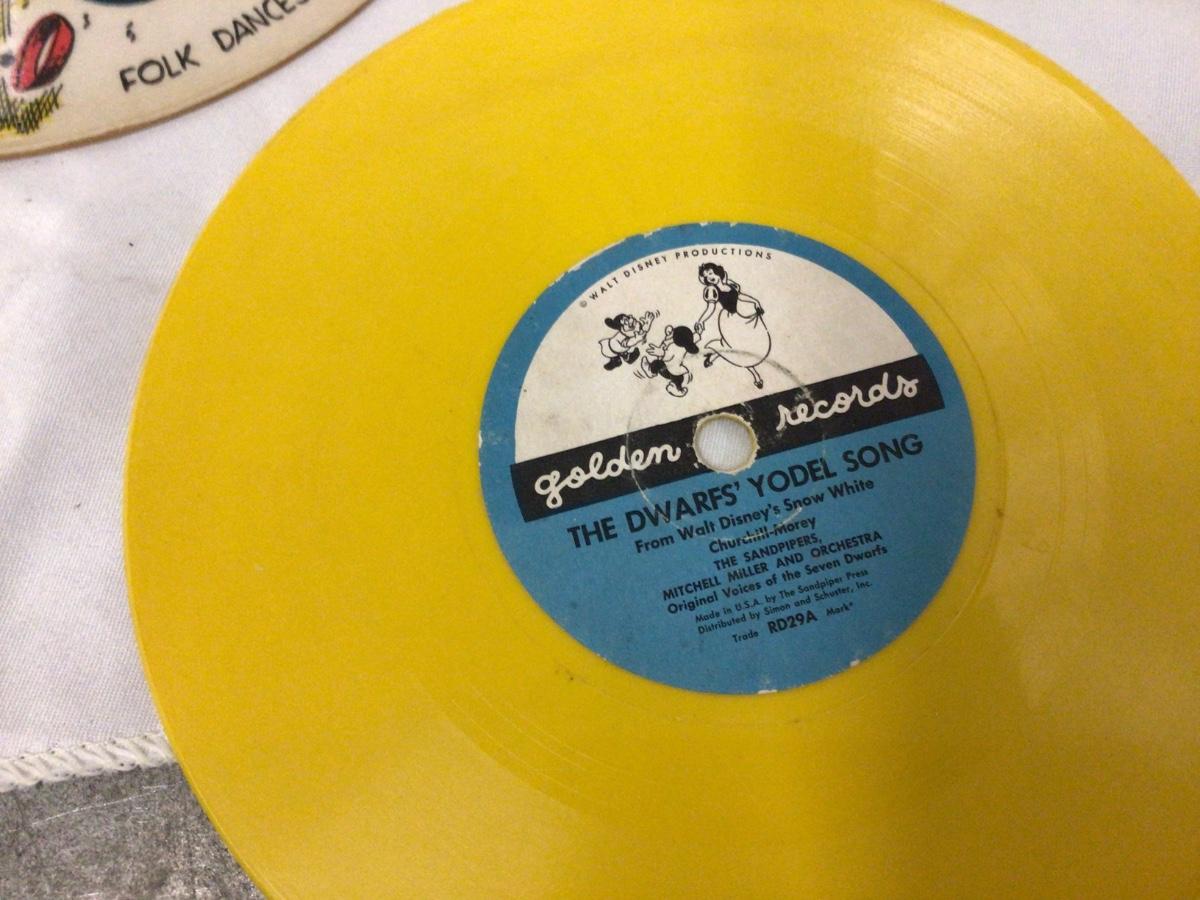 FOLK DANCES
© WALT DISNEY PRODUCTIONS
golden records
THE DWARFS' YODEL SONG
From Walt Disney's Snow White
Churchill-Morey
THE SANDPIPERS,
MITCHELL MILLER AND ORCHESTRA
Original Voices of the Seven Dwarfs
Made in U.S.A. by The Sandpiper Press
Distributed by Simon and Schuster, Inc.
Trade RD29A Mark*